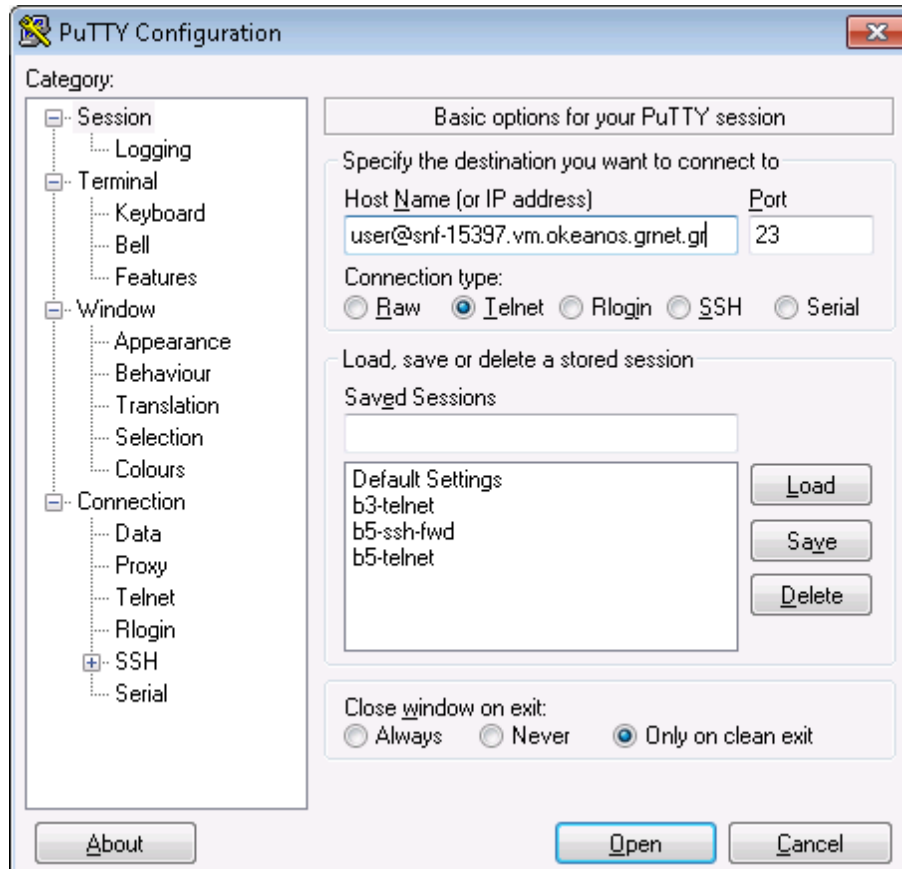 PuTTY Configuration
Category:
Session
Logging
Terminal
Keyboard
Bell
Features
Window
Appearance
Behaviour
Translation
Selection
Colours
Connection
Data
Proxy
Telnet
Rlogin
SSH
Serial
Basic options for your PuTTY session
Specify the destination you want to connect to
Host Name (or IP address) Port
user@snf-15397.vm.okeanos.grnet.gr 23
Connection type:
Raw Telnet Rlogin SSH Serial
Load, save or delete a stored session
Saved Sessions
Default Settings
b3-telnet
b5-ssh-fwd
b5-telnet
Load
Save
Delete
Close window on exit:
Always Never Only on clean exit
About Open Cancel